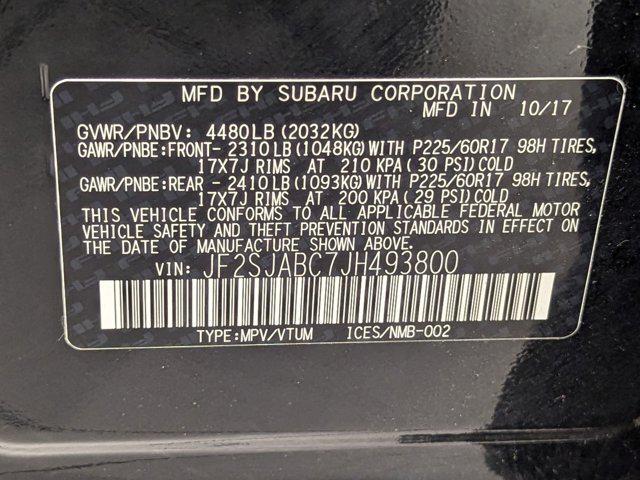 MFD BY SUBARU CORPORATION
MFD IN 10/17
GVWR/PNBV: 4480LB(2032KG)
GAWR/PNBE:FRONT- 2310LB(1048KG)WITH P225/60R17 98H TIRES,
17X7J RIMS AT 210 KPA(30 PSI)COLD
GAWR/PNBE:REAR - 2410LB(1093KG)WITH P225/60R17 98H TIRES,
17X7J RIMS AT 200 KPA(29 PSI)COLD
THIS VEHICLE CONFORMS TO ALL APPLICABLE FEDERAL MOTOR
VEHICLE SAFETY AND THEFT PREVENTION STANDARDS IN EFFECT ON
THE DATE OF MANUFACTURE SHOWN ABOVE.
VIN: JF2SJABC7JH493800
TYPE:MPV/VTUM ICES/NMB-002